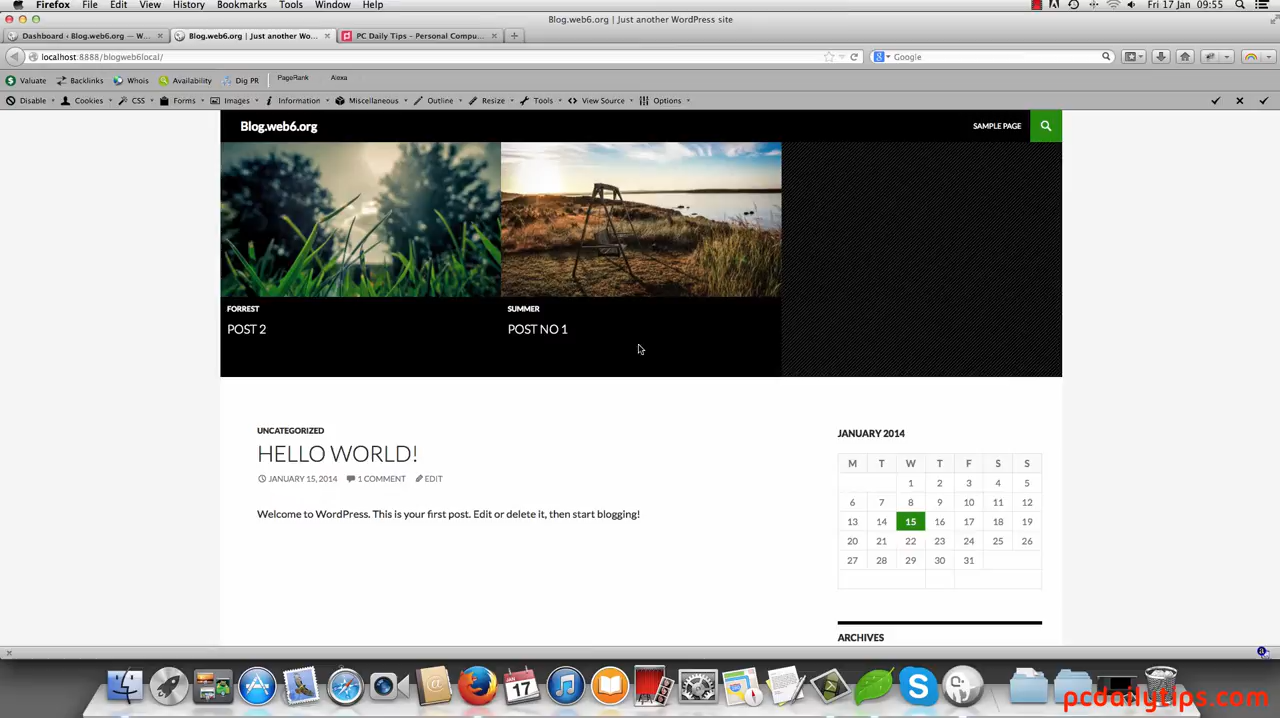 Firefox File Edit View History Bookmarks Tools Window Help Fri 17 Jan 09:55
Blog.web6.org | Just another WordPress site
Dashboard ‹ Blog.web6.org — W... Blog.web6.org | Just another Wo... PC Daily Tips - Personal Compu...
localhost:8888/blogweb6local/ Google
Valuate Backlinks Whois Availability Dig PR PageRank Alexa
Disable Cookies CSS Forms Images Information Miscellaneous Outline Resize Tools View Source Options
Blog.web6.org SAMPLE PAGE
FORREST SUMMER
POST 2 POST NO 1
UNCATEGORIZED
HELLO WORLD!
JANUARY 15, 2014 1 COMMENT EDIT
Welcome to WordPress. This is your first post. Edit or delete it, then start blogging!
JANUARY 2014
M T W T F S S
1 2 3 4 5
6 7 8 9 10 11 12
13 14 15 16 17 18 19
20 21 22 23 24 25 26
27 28 29 30 31
ARCHIVES
JAN
17
pcdailytips.com